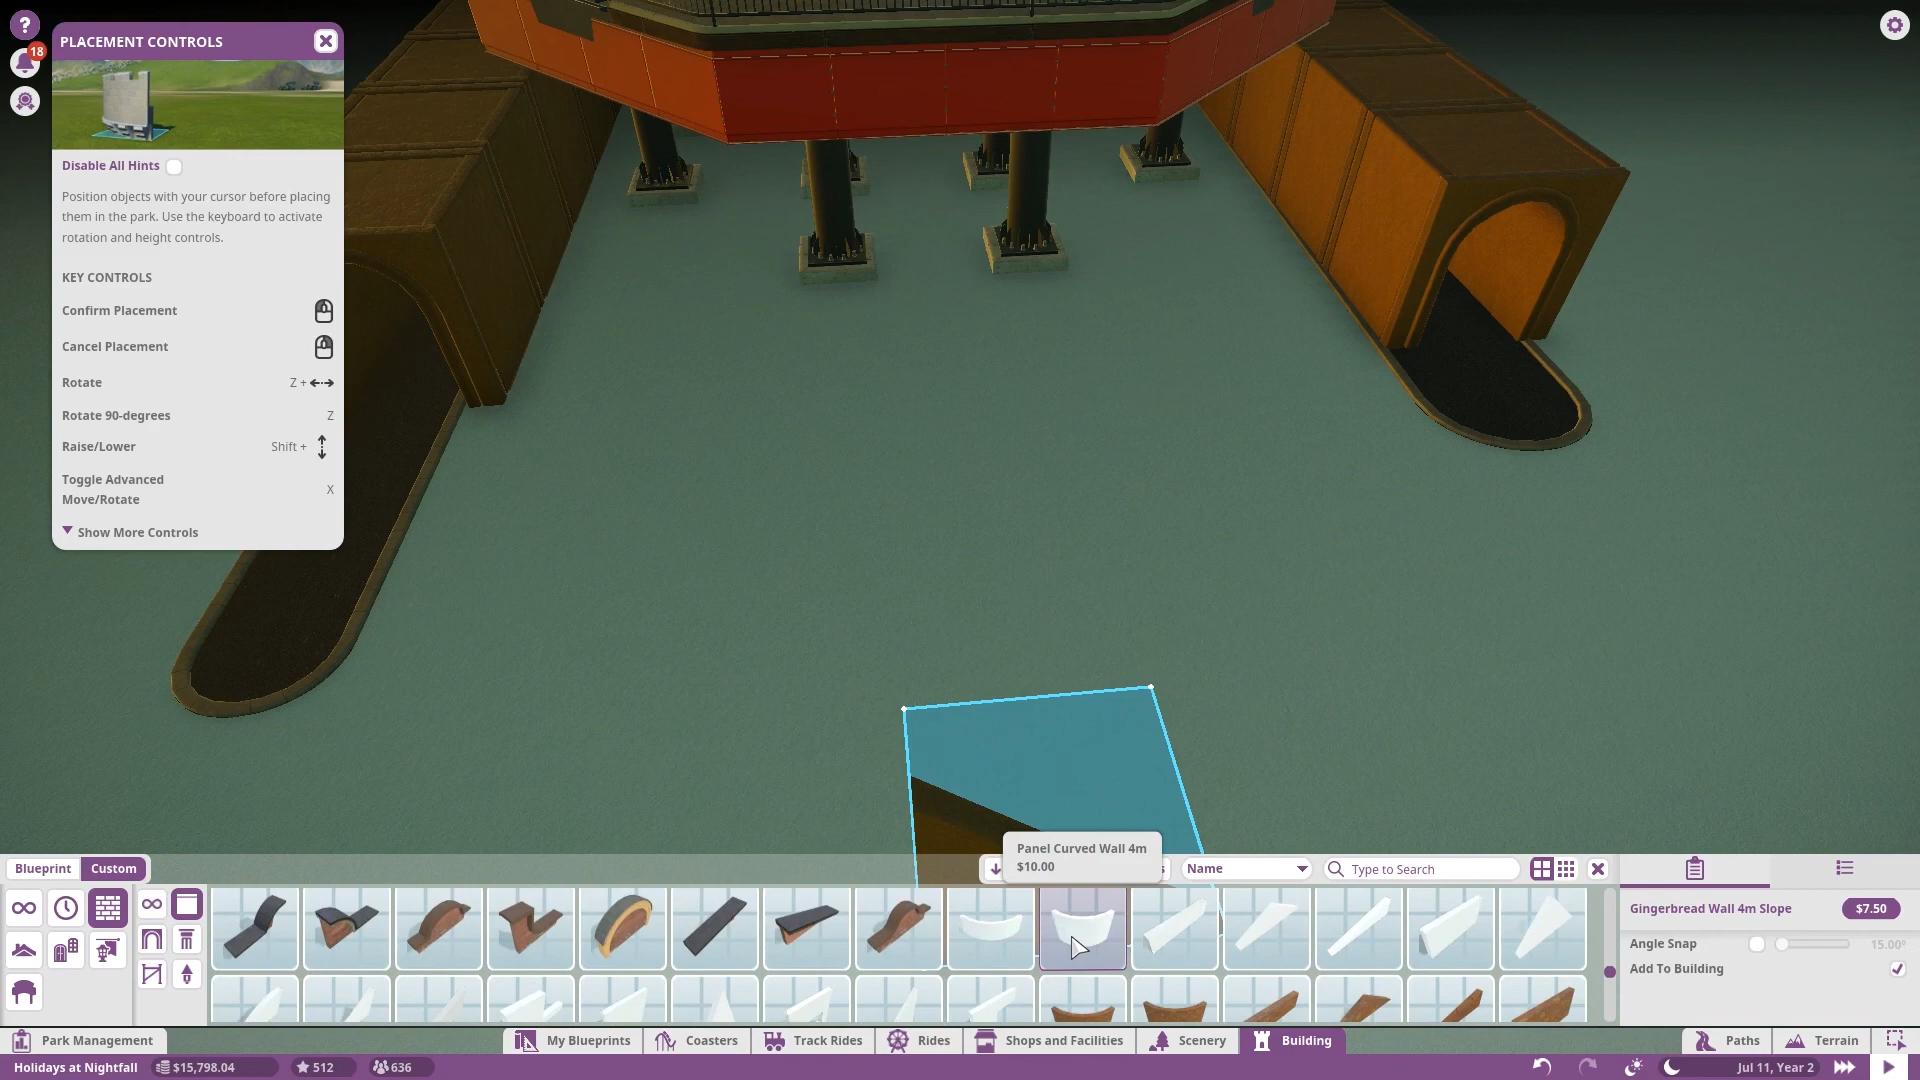 ?
18
PLACEMENT CONTROLS
Disable All Hints
Position objects with your cursor before placing
them in the park. Use the keyboard to activate
rotation and height controls.
KEY CONTROLS
Confirm Placement
Cancel Placement
Rotate Z +
Rotate 90-degrees Z
Raise/Lower Shift +
Toggle Advanced
Move/Rotate X
Show More Controls
Panel Curved Wall 4m
$10.00
Blueprint Custom
Name
Type to Search
Gingerbread Wall 4m Slope $7.50
Angle Snap 15.00°
Add To Building
Park Management
My Blueprints
Coasters
Track Rides
Rides
Shops and Facilities
Scenery
Building
Paths
Terrain
Holidays at Nightfall
$15,798.04
512
636
Jul 11, Year 2